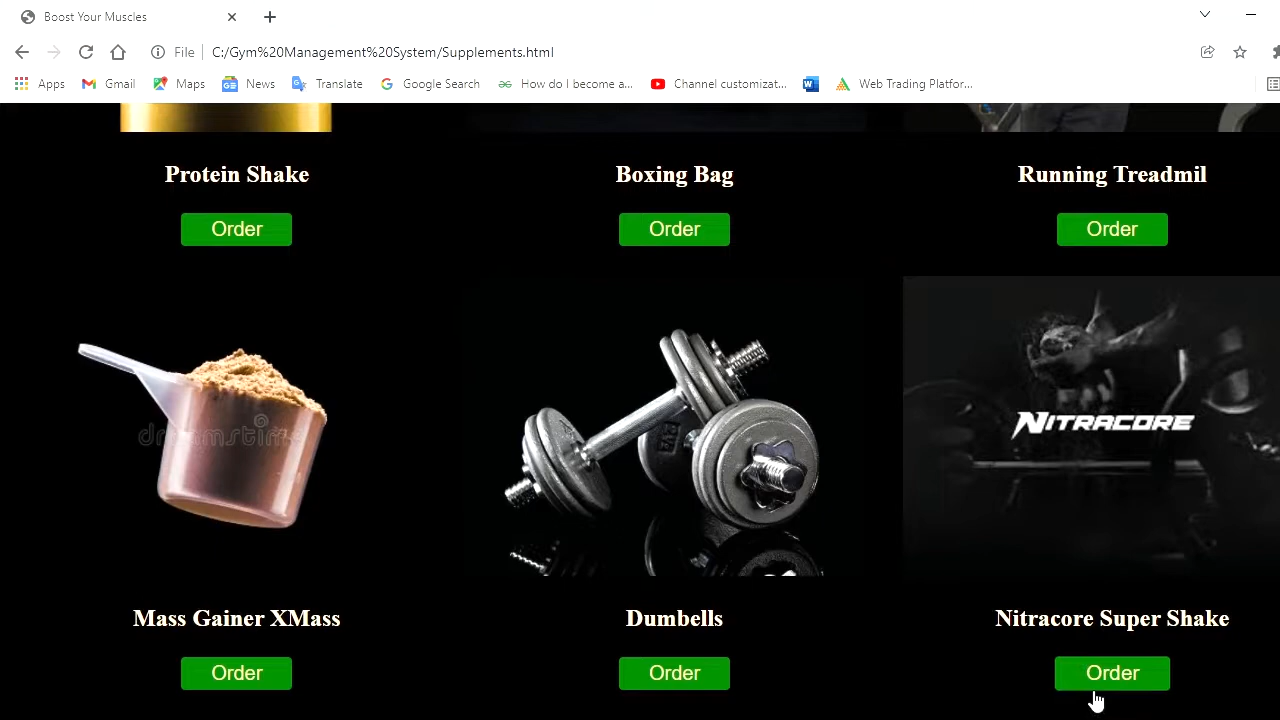 Boost Your Muscles
File
C:/Gym%20Management%20System/Supplements.html
Apps
Gmail
Maps
News
Translate
Google Search
How do I become a...
Channel customizat...
Web Trading Platfor...
Protein Shake
Boxing Bag
Running Treadmil
Order
Order
Order
dreamstime
NITRACORE
Mass Gainer XMass
Dumbells
Nitracore Super Shake
Order
Order
Order